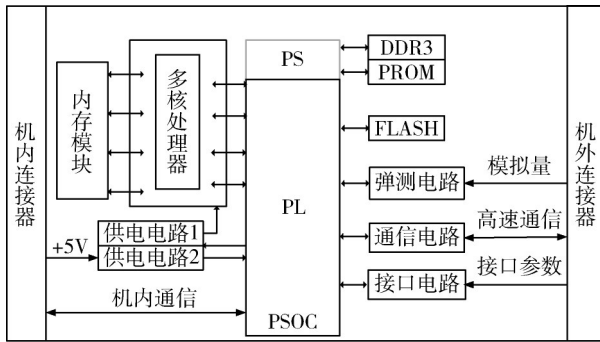 机内连接器
内存模块
多核处理器
PS
PL
PSOC
DDR3
PROM
FLASH
弹测电路
通信电路
接口电路
模拟量
高速通信
接口参数
机外连接器
供电电路1
供电电路2
+5V
机内通信